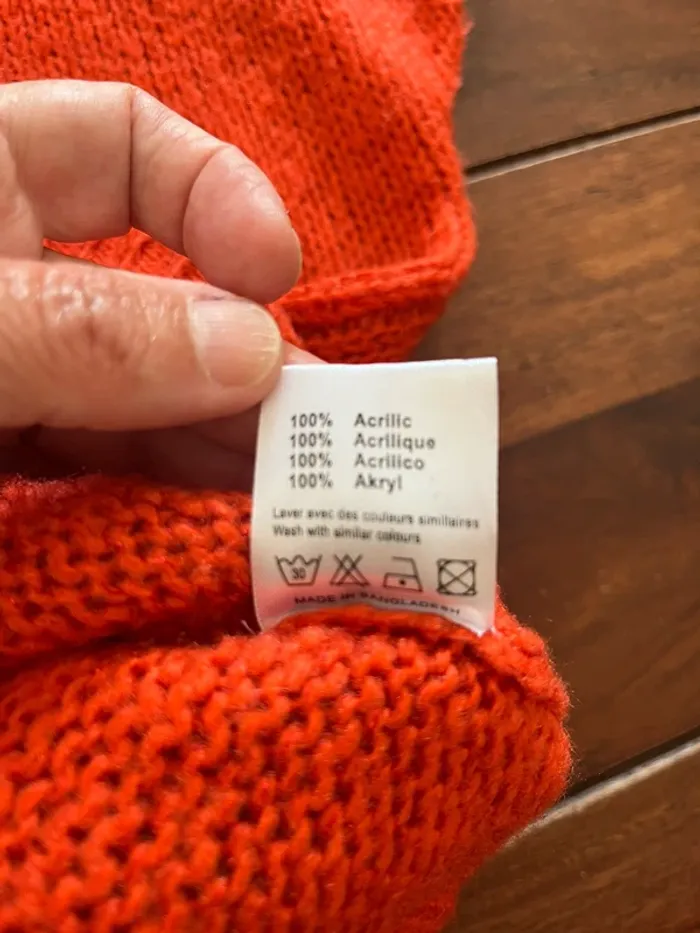 100% Acrilic
100% Acrilique
100% Acrilico
100% Akryl
Laver avec des couleurs similaires
Wash with similar colours
30
MADE IN BANGLADESH